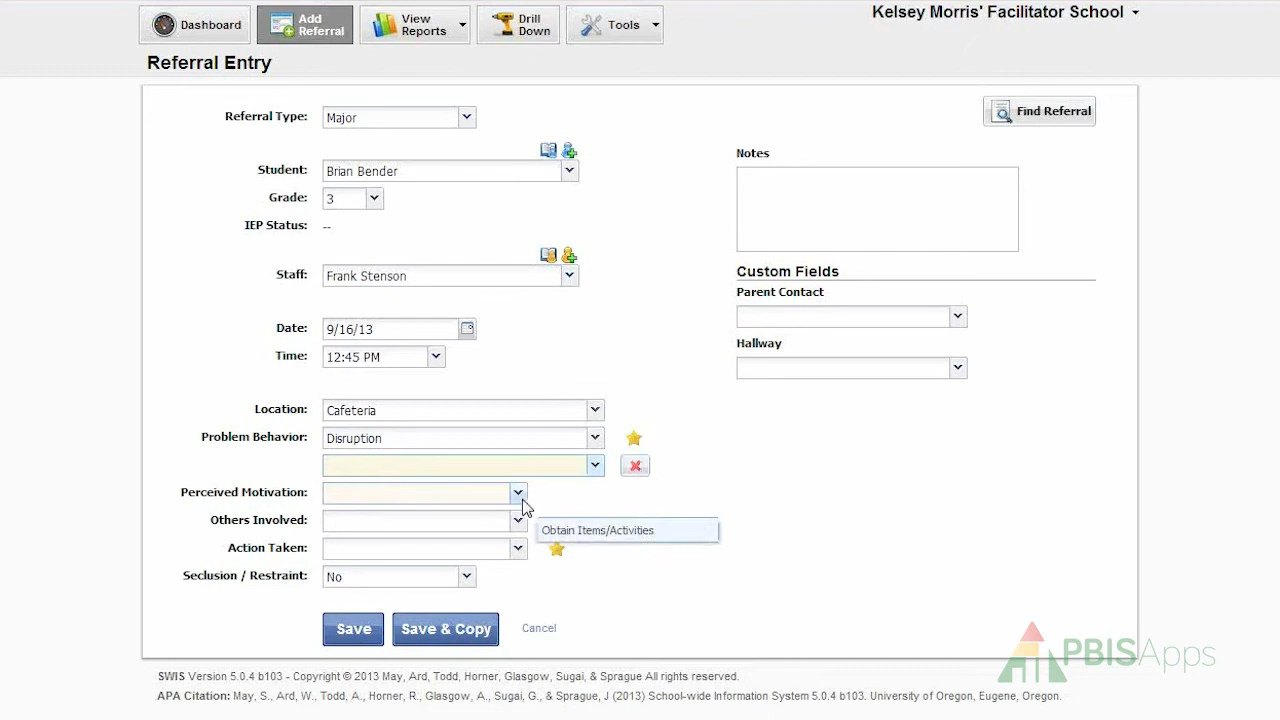 Dashboard
Add Referral
View Reports
Drill Down
Tools
Kelsey Morris' Facilitator School
Referral Entry
Find Referral
Referral Type: Major
Student: Brian Bender
Grade: 3
IEP Status: --
Staff: Frank Stenson
Date: 9/16/13
Time: 12:45 PM
Location: Cafeteria
Problem Behavior: Disruption
Perceived Motivation:
Obtain Items/Activities
Others Involved:
Action Taken:
Seclusion / Restraint: No
Save
Save & Copy
Cancel
Notes
Custom Fields
Parent Contact
Hallway
PBISApps
SWIS Version 5.0.4 b103. Copyright © 2013 May, Ar, Todd, Horner, Glasgow, Sugai, & Sprague All rights reserved.
APA Citation: May, S., Ard, W., Todd, A., Horner, R., Glasgow, A., Sugai, G., & Sprague, J (2013) School-wide Information System 5.0.4 b103. University of Oregon, Eugene, Oregon.